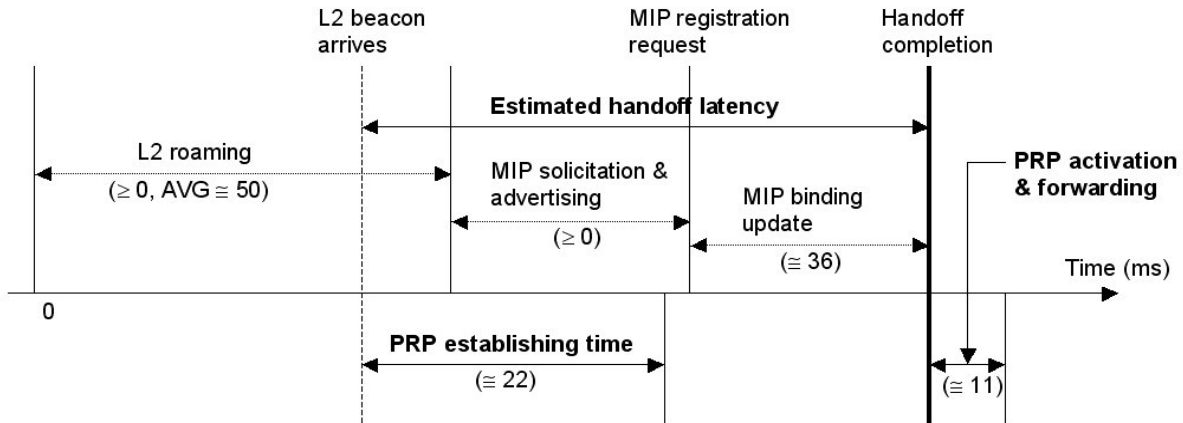 L2 beacon
arrives
MIP registration
request
Handoff
completion
Estimated handoff latency
L2 roaming
(≥ 0, AVG ≅ 50)
MIP solicitation &
advertising
(≥ 0)
MIP binding
update
(≅ 36)
PRP activation
& forwarding
Time (ms)
0
PRP establishing time
(≅ 22)
(≅ 11)